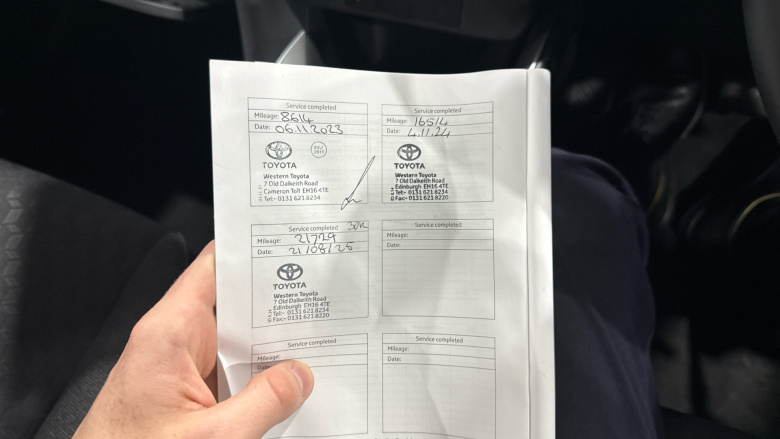 Service completed
Mileage: 8614
Date: 06.11.2023
TOYOTA
Western Toyota
7 Old Dalkeith Road
Cameron Toll EH16 4TE
Tel:- 0131 621 8234
Service completed
Mileage: 16514
Date: 4.11.24
TOYOTA
Western Toyota
7 Old Dalkeith Road
Edinburgh EH16 4TE
Tel:- 0131 621 8234
Fax:- 0131 621 8220
Service completed 30K
Mileage: 21729
Date: 21/08/25
TOYOTA
Western Toyota
7 Old Dalkeith Road
Edinburgh EH16 4TE
Tel:- 0131 621 8234
Fax:- 0131 621 8220
Service completed
Mileage:
Date:
Service completed
Mileage:
Date:
Service completed
Mileage:
Date: